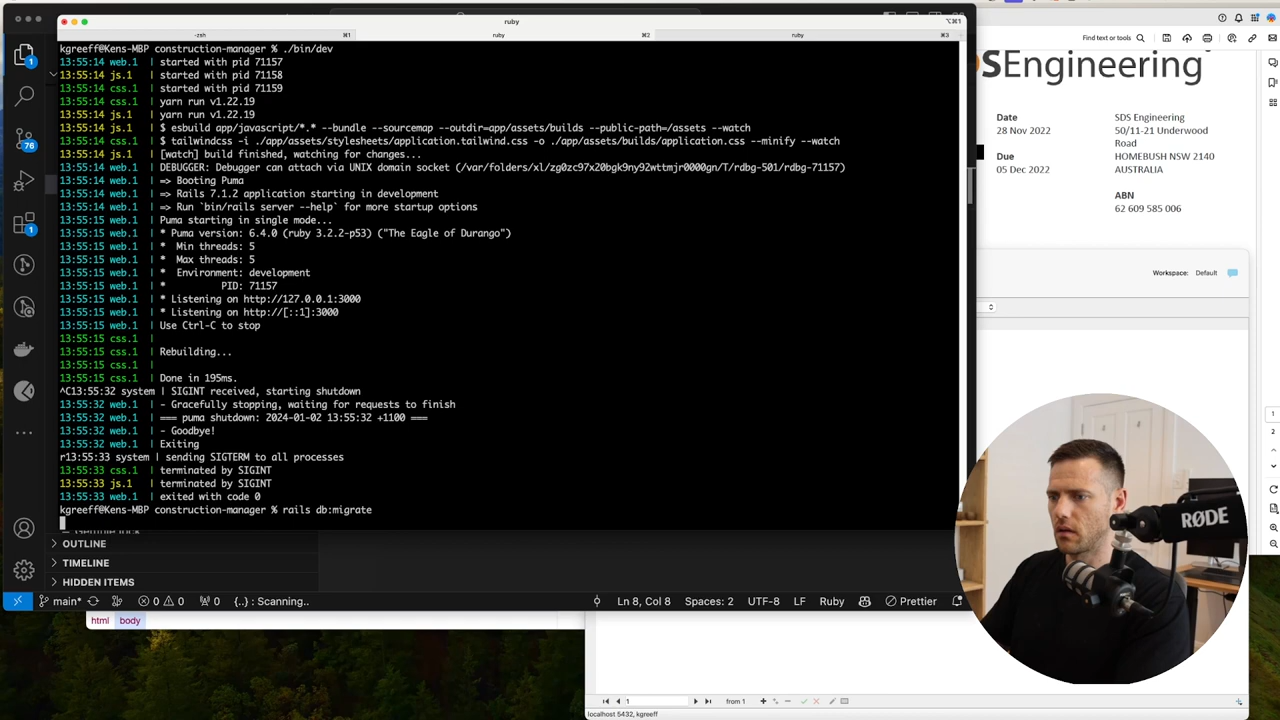 ruby
⌥⌘1
-zsh
⌘1
ruby
⌘2
ruby
⌘3
kgreeff@Kens-MBP construction-manager % ./bin/dev
13:55:14 web.1  | started with pid 71157
13:55:14 js.1   | started with pid 71158
13:55:14 css.1  | started with pid 71159
13:55:14 css.1  | yarn run v1.22.19
13:55:14 js.1   | yarn run v1.22.19
13:55:14 js.1   | $ esbuild app/javascript/*.* --bundle --sourcemap --outdir=app/assets/builds --public-path=/assets --watch
13:55:14 css.1  | $ tailwindcss -i ./app/assets/stylesheets/application.tailwind.css -o ./app/assets/builds/application.css --minify --watch
13:55:14 js.1   | [watch] build finished, watching for changes...
13:55:14 web.1  | DEBUGGER: Debugger can attach via UNIX domain socket (/var/folders/xl/zg0zc97x20bgk9ny92wttmjr0000gn/T/rdbg-501/rdbg-71157)
13:55:14 web.1  | => Booting Puma
13:55:14 web.1  | => Rails 7.1.2 application starting in development
13:55:14 web.1  | => Run `bin/rails server --help` for more startup options
13:55:15 web.1  | Puma starting in single mode...
13:55:15 web.1  | * Puma version: 6.4.0 (ruby 3.2.2-p53) ("The Eagle of Durango")
13:55:15 web.1  | *  Min threads: 5
13:55:15 web.1  | *  Max threads: 5
13:55:15 web.1  | *  Environment: development
13:55:15 web.1  | *          PID: 71157
13:55:15 web.1  | * Listening on http://127.0.0.1:3000
13:55:15 web.1  | * Listening on http://[::1]:3000
13:55:15 web.1  | Use Ctrl-C to stop
13:55:15 css.1  |
13:55:15 css.1  | Rebuilding...
13:55:15 css.1  |
13:55:15 css.1  | Done in 195ms.
^C13:55:32 system | SIGINT received, starting shutdown
13:55:32 web.1  | - Gracefully stopping, waiting for requests to finish
13:55:32 web.1  | === puma shutdown: 2024-01-02 13:55:32 +1100 ===
13:55:32 web.1  | - Goodbye!
13:55:32 web.1  | Exiting
r13:55:33 system | sending SIGTERM to all processes
13:55:33 css.1  | terminated by SIGINT
13:55:33 js.1   | terminated by SIGINT
13:55:33 web.1  | exited with code 0
kgreeff@Kens-MBP construction-manager % rails db:migrate
1
76
1
OUTLINE
TIMELINE
HIDDEN ITEMS
main*
0
0
0
{..} : Scanning..
Ln 8, Col 8
Spaces: 2
UTF-8
LF
Ruby
Prettier
html
body
Find text or tools
SEngineering
Date
28 Nov 2022
Due
05 Dec 2022
SDS Engineering
50/11-21 Underwood
Road
HOMEBUSH NSW 2140
AUSTRALIA
ABN
62 609 585 006
Workspace:
Default
1
2
RØDE
1
from 1
localhost 5432, kgreeff